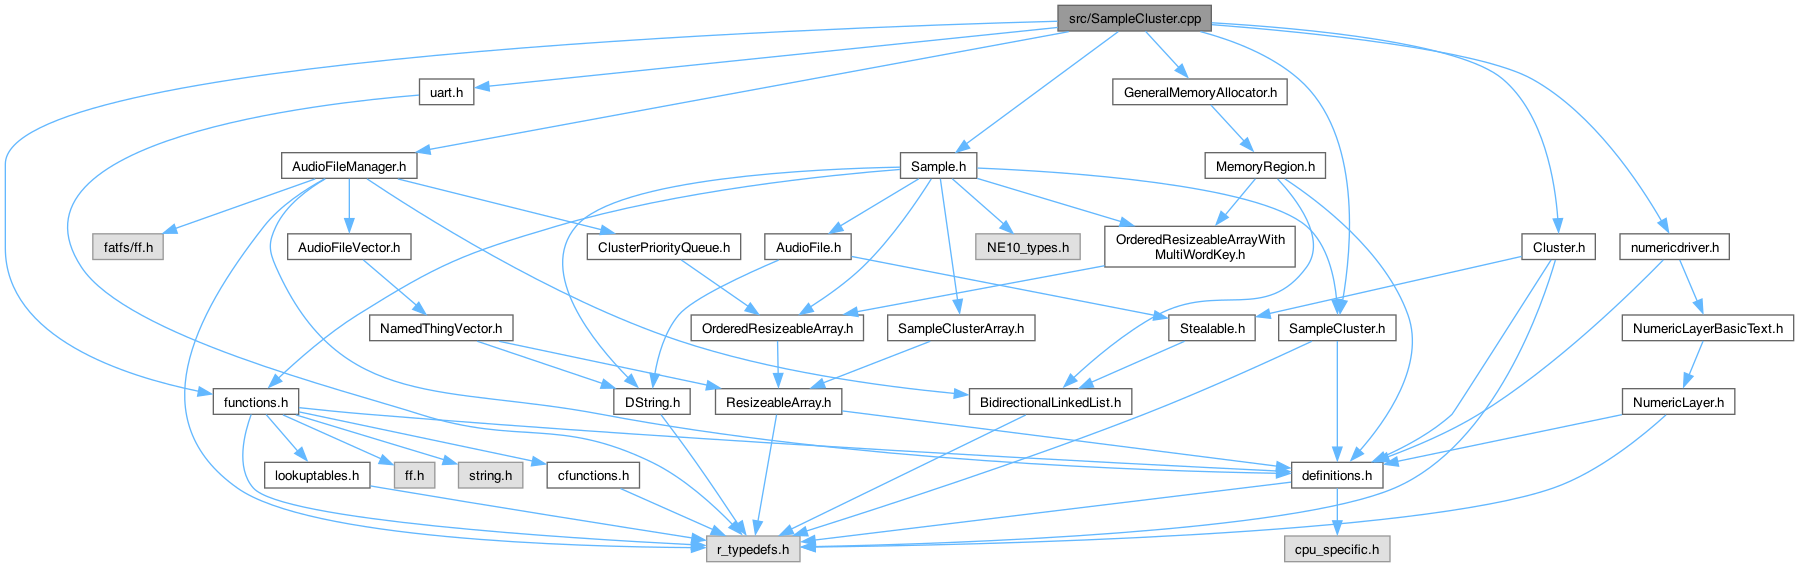 src/SampleCluster.cpp
uart.h
GeneralMemoryAllocator.h
AudioFileManager.h
Sample.h
MemoryRegion.h
fatfs/ff.h
AudioFileVector.h
ClusterPriorityQueue.h
AudioFile.h
NE10_types.h
OrderedResizeableArrayWith
MultiWordKey.h
Cluster.h
numericdriver.h
NamedThingVector.h
OrderedResizeableArray.h
SampleClusterArray.h
Stealable.h
SampleCluster.h
NumericLayerBasicText.h
functions.h
DString.h
ResizeableArray.h
BidirectionalLinkedList.h
NumericLayer.h
lookuptables.h
ff.h
string.h
cfunctions.h
definitions.h
r_typedefs.h
cpu_specific.h